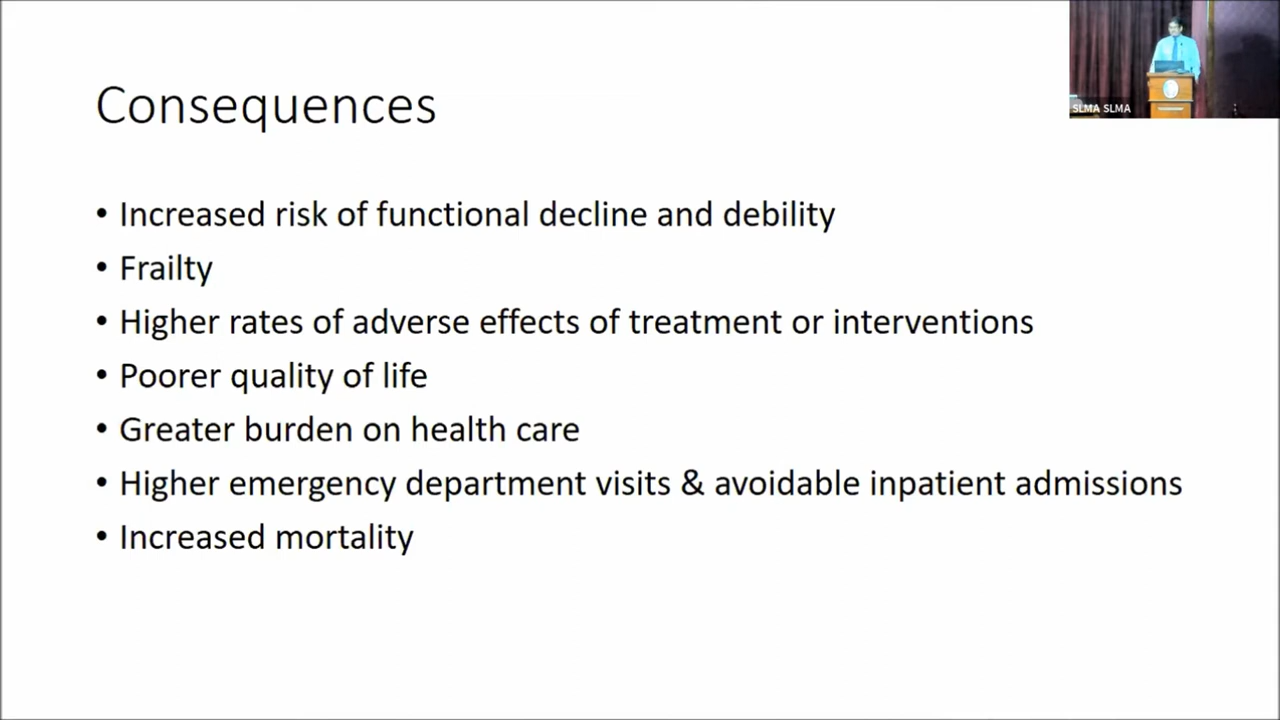 Consequences
• Increased risk of functional decline and debility
• Frailty
• Higher rates of adverse effects of treatment or interventions
• Poorer quality of life
• Greater burden on health care
• Higher emergency department visits & avoidable inpatient admissions
• Increased mortality
SLMA SLMA